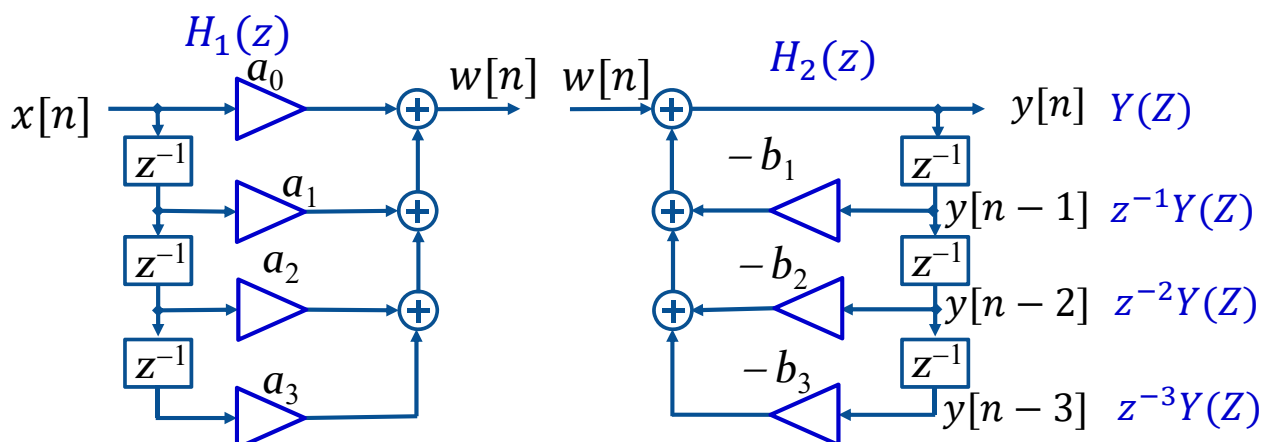 H₁(z)
H₂(z)
x[n]
a₀
w[n]
w[n]
y[n] Y(Z)
z⁻¹
a₁
−b₁
z⁻¹
y[n − 1] z⁻¹Y(Z)
z⁻¹
a₂
−b₂
z⁻¹
y[n − 2] z⁻²Y(Z)
z⁻¹
a₃
−b₃
z⁻¹
y[n − 3] z⁻³Y(Z)